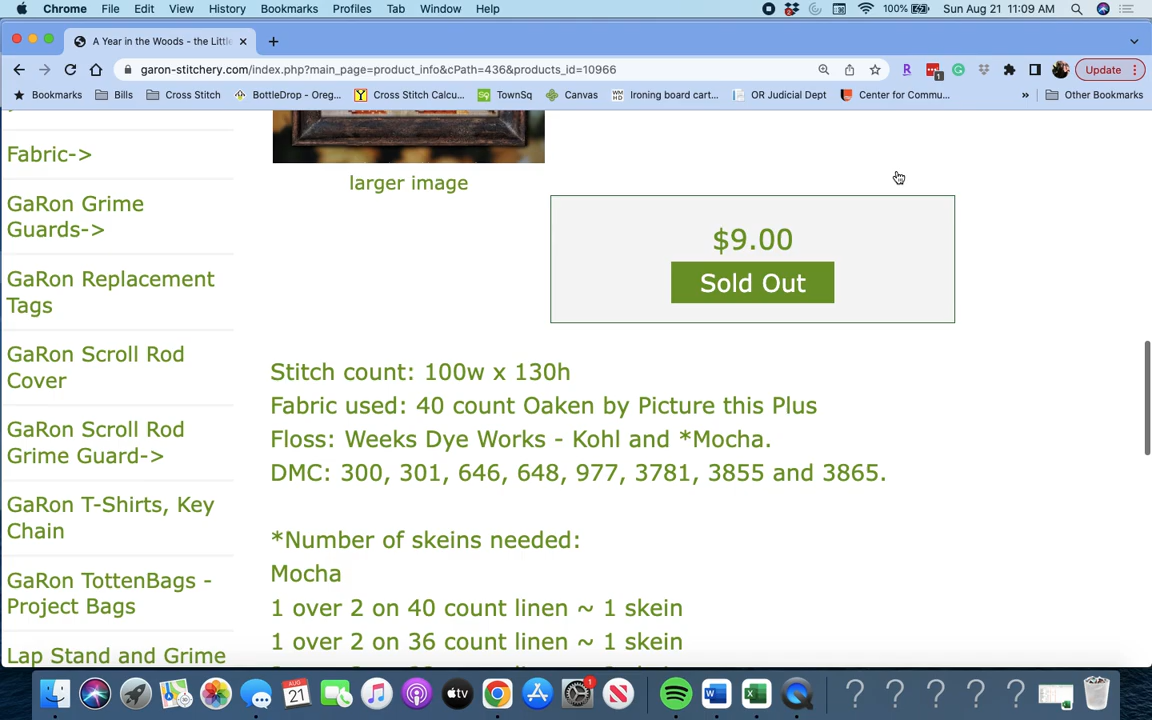 Chrome File Edit View History Bookmarks Profiles Tab Window Help 2 100% Sun Aug 21 11:09 AM
A Year in the Woods - the Little
garon-stitchery.com/index.php?main_page=product_info&cPath=436&products_id=10966 R 1 Update
Bookmarks Bills Cross Stitch BottleDrop - Oreg... Y Cross Stitch Calcu... SQ TownSq Canvas Ironing board cart... OR Judicial Dept Center for Commu... » Other Bookmarks
Fabric->
GaRon Grime
Guards->
GaRon Replacement
Tags
GaRon Scroll Rod
Cover
GaRon Scroll Rod
Grime Guard->
GaRon T-Shirts, Key
Chain
GaRon TottenBags -
Project Bags
Lap Stand and Grime
larger image
$9.00
Sold Out
Stitch count: 100w x 130h
Fabric used: 40 count Oaken by Picture this Plus
Floss: Weeks Dye Works - Kohl and *Mocha.
DMC: 300, 301, 646, 648, 977, 3781, 3855 and 3865.
*Number of skeins needed:
Mocha
1 over 2 on 40 count linen ~ 1 skein
1 over 2 on 36 count linen ~ 1 skein
AUG
21 tv 1 W X ? ? ? ? ?